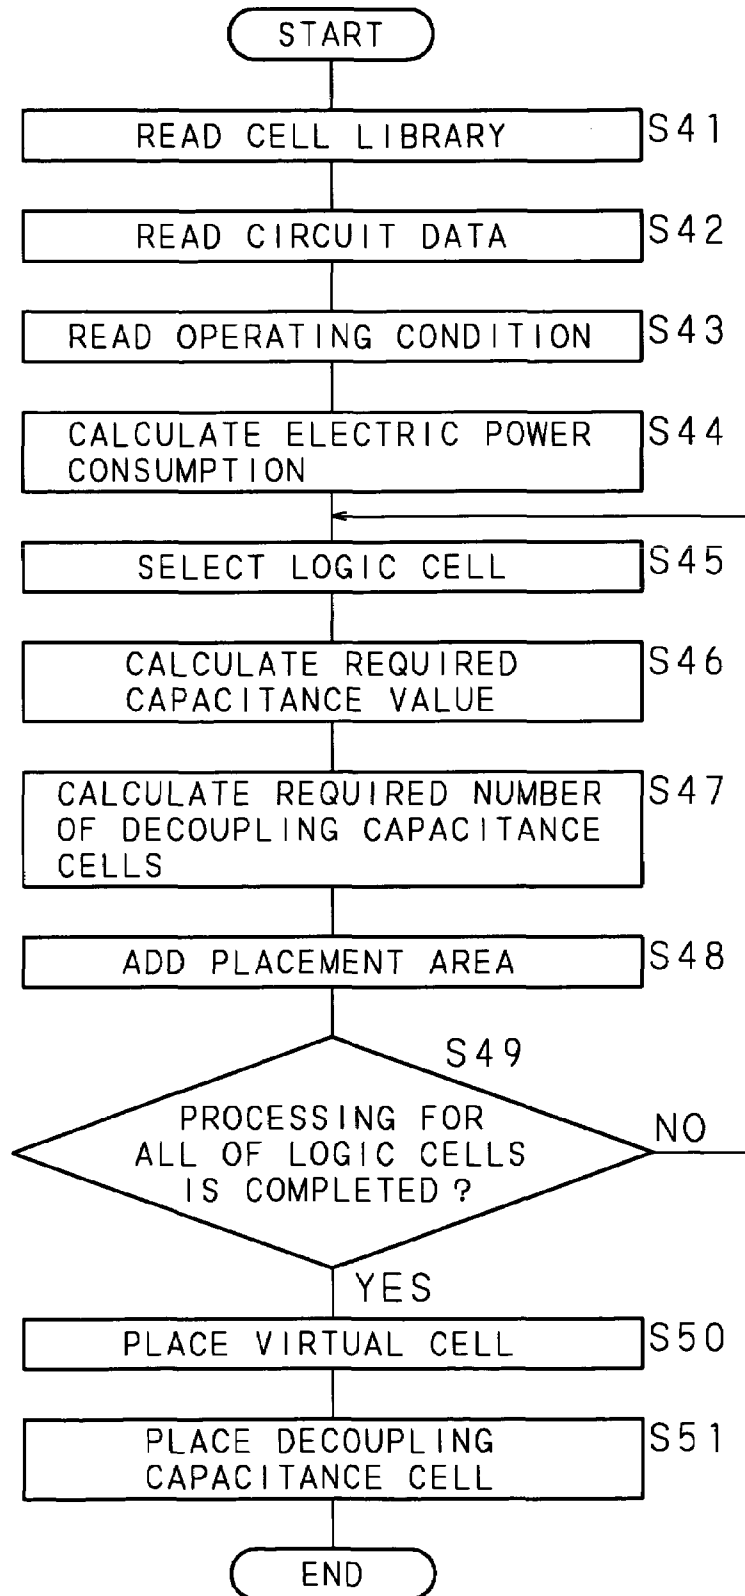 START
READ CELL LIBRARY
S41
READ CIRCUIT DATA
S42
READ OPERATING CONDITION
S43
CALCULATE ELECTRIC POWER
CONSUMPTION
S44
SELECT LOGIC CELL
S45
CALCULATE REQUIRED
CAPACITANCE VALUE
S46
CALCULATE REQUIRED NUMBER
OF DECOUPLING CAPACITANCE
CELLS
S47
ADD PLACEMENT AREA
S48
S49
PROCESSING FOR
ALL OF LOGIC CELLS
IS COMPLETED?
NO
YES
PLACE VIRTUAL CELL
S50
PLACE DECOUPLING
CAPACITANCE CELL
S51
END